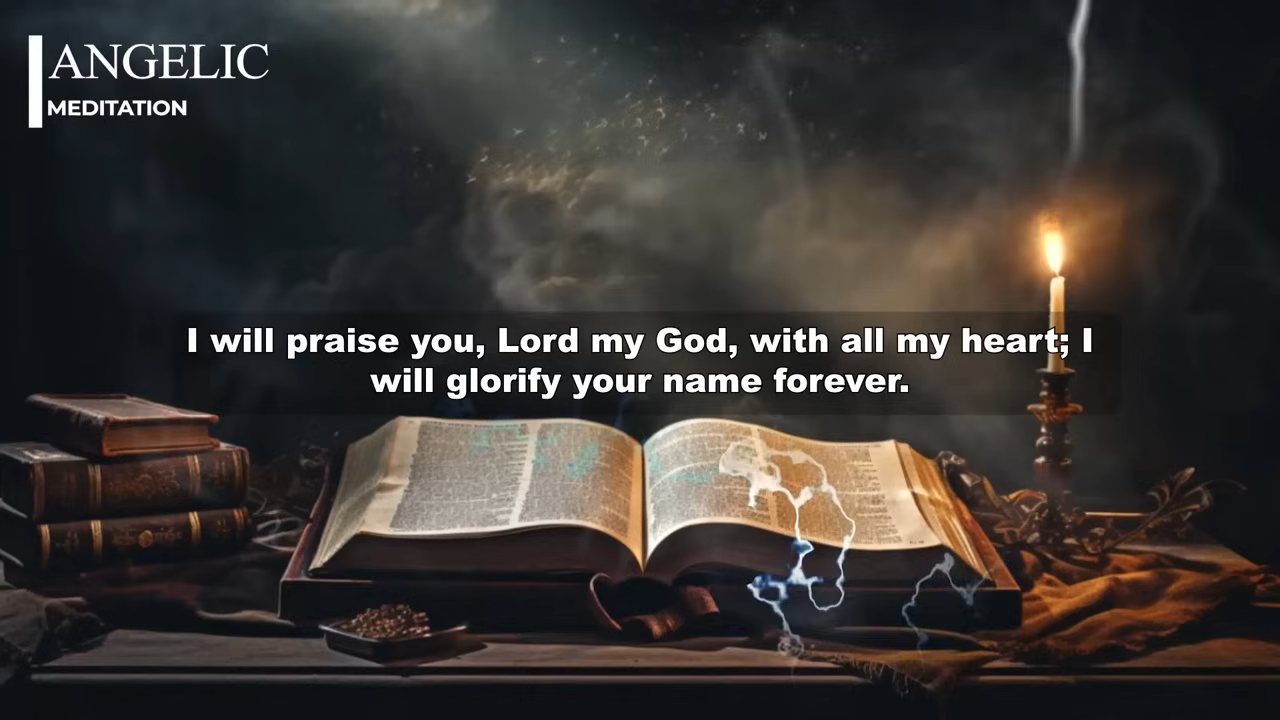 ANGELIC
MEDITATION
I will praise you, Lord my God, with all my heart; I
will glorify your name forever.